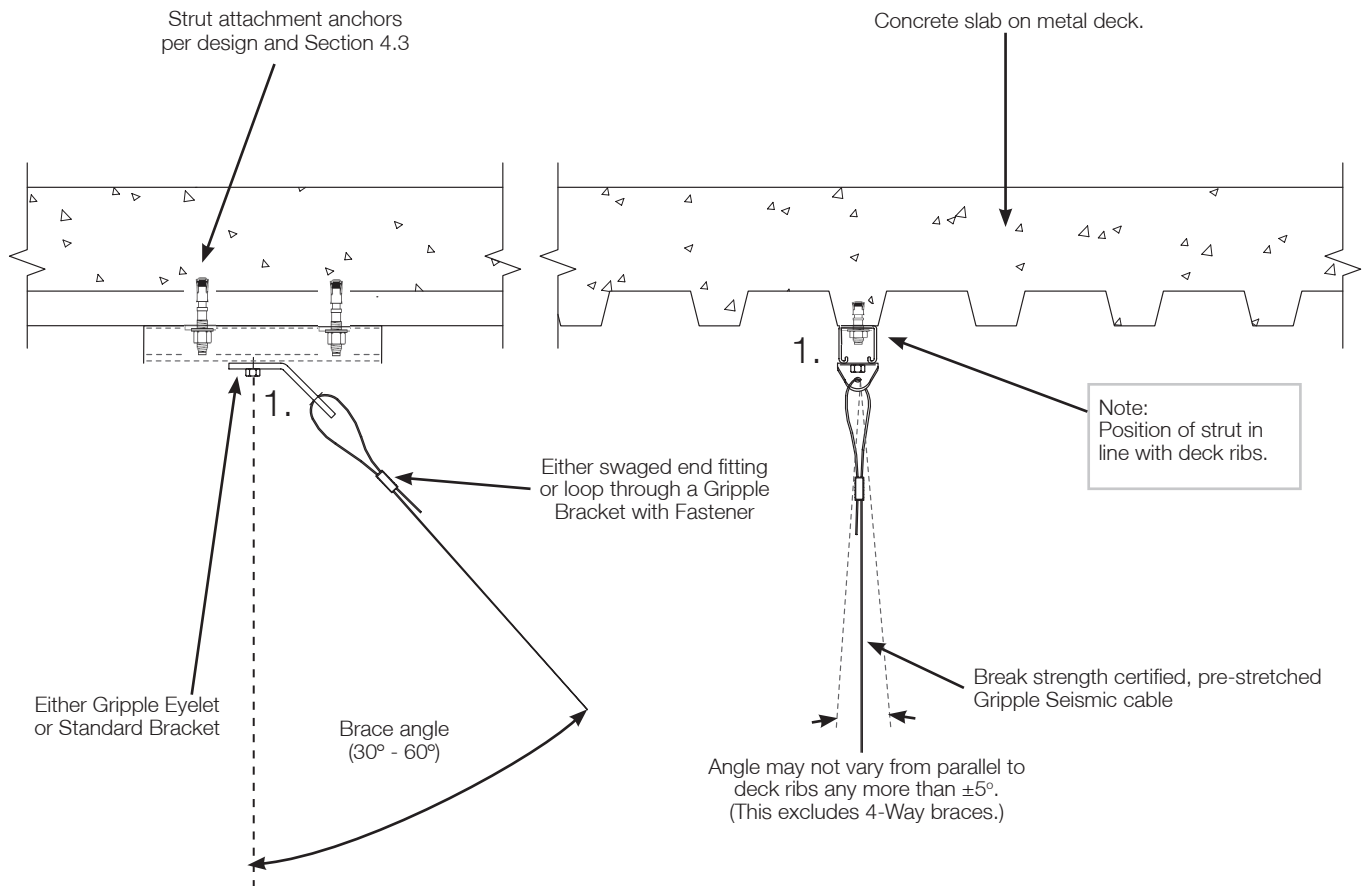 Strut attachment anchors
per design and Section 4.3
Concrete slab on metal deck.
1.
1.
Note:
Position of strut in
line with deck ribs.
Either swaged end fitting
or loop through a Gripple
Bracket with Fastener
Either Gripple Eyelet
or Standard Bracket
Brace angle
(30º - 60º)
Break strength certified, pre-stretched
Gripple Seismic cable
Angle may not vary from parallel to
deck ribs any more than ±5°.
(This excludes 4-Way braces.)